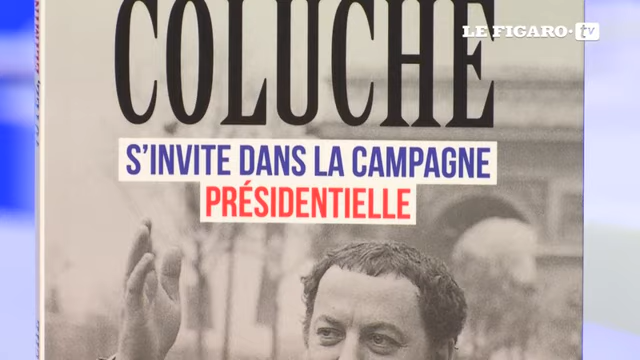 LE FIGARO·tv
COLUCHE
S'INVITE DANS LA CAMPAGNE
PRÉSIDENTIELLE